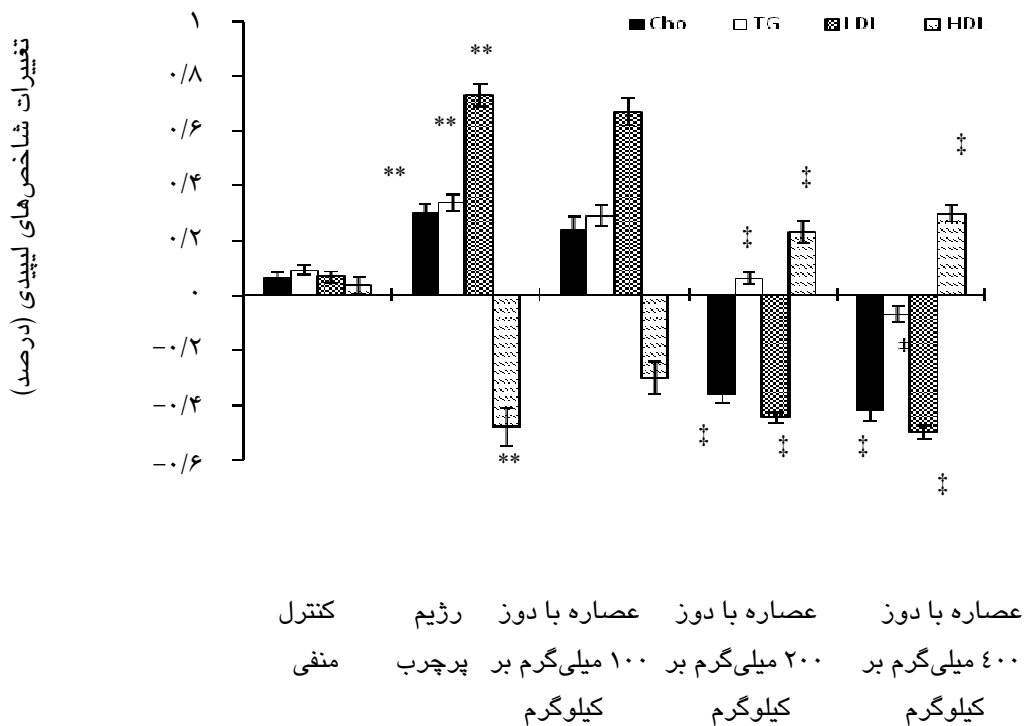 تغییرات شاخص‌های لیپیدی (درصد)
۱
۰/۸
۰/۶
۰/۴
۰/۲
۰
−۰/۲
−۰/۴
−۰/۶
Cho TG LDL HDL
**
**
**
**
‡
‡
‡
‡
‡
‡
‡
‡
کنترل
منفی
رژیم
پرچرب
عصاره با دوز
۱۰۰ میلی‌گرم بر
کیلوگرم
عصاره با دوز
۲۰۰ میلی‌گرم بر
کیلوگرم
عصاره با دوز
٤۰۰ میلی‌گرم بر
کیلوگرم